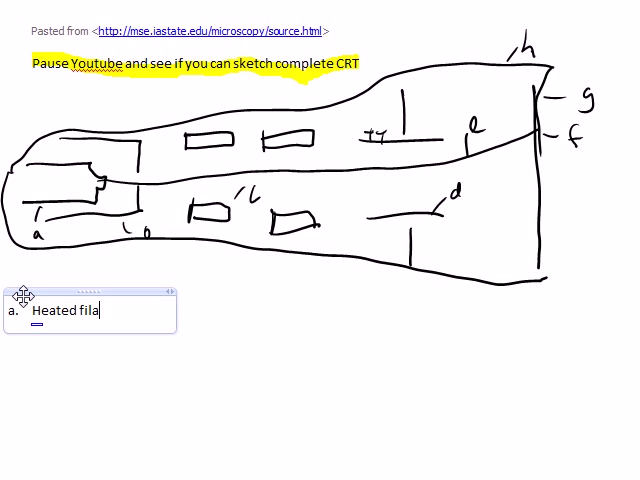 Pasted from <http://mse.iastate.edu/microscopy/source.html>
Pause Youtube and see if you can sketch complete CRT
h
g
f
e
d
a
b
a. Heated fila